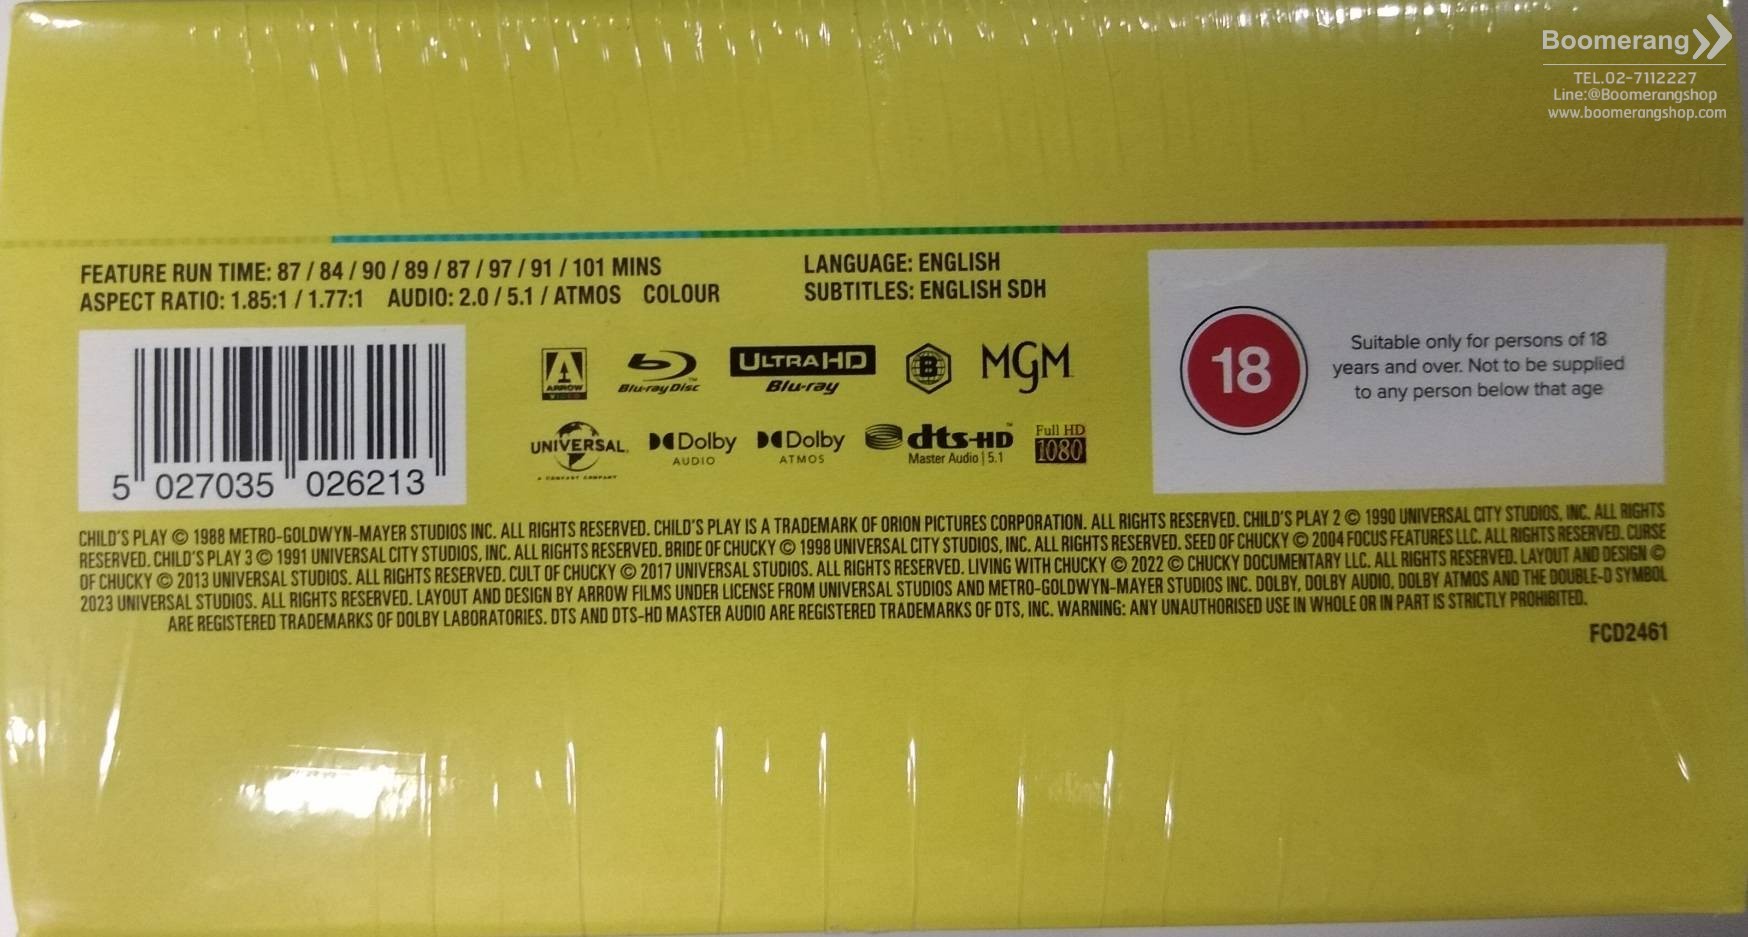 Boomerang
TEL.02-7112227
Line:@Boomerangshop
www.boomerangshop.com
FEATURE RUN TIME: 87 / 84 / 90 / 89 / 87 / 97 / 91 / 101 MINS
ASPECT RATIO: 1.85:1 / 1.77:1 AUDIO: 2.0 / 5.1 / ATMOS COLOUR
LANGUAGE: ENGLISH
SUBTITLES: ENGLISH SDH
5 027035 026213
ARROW
VIDEO
Blu-ray Disc™
ULTRA HD
Blu-ray
B
MGM
UNIVERSAL
A COMCAST COMPANY
Dolby
AUDIO
Dolby
ATMOS
dts-HD™
Master Audio | 5.1
Full HD
1080
18
Suitable only for persons of 18
years and over. Not to be supplied
to any person below that age
CHILD'S PLAY © 1988 METRO-GOLDWYN-MAYER STUDIOS INC. ALL RIGHTS RESERVED. CHILD'S PLAY IS A TRADEMARK OF ORION PICTURES CORPORATION. ALL RIGHTS RESERVED. CHILD'S PLAY 2 © 1990 UNIVERSAL CITY STUDIOS, INC. ALL RIGHTS
RESERVED. CHILD'S PLAY 3 © 1991 UNIVERSAL CITY STUDIOS, INC. ALL RIGHTS RESERVED. BRIDE OF CHUCKY © 1998 UNIVERSAL CITY STUDIOS, INC. ALL RIGHTS RESERVED. SEED OF CHUCKY © 2004 FOCUS FEATURES LLC. ALL RIGHTS RESERVED. CURSE
OF CHUCKY © 2013 UNIVERSAL STUDIOS. ALL RIGHTS RESERVED. CULT OF CHUCKY © 2017 UNIVERSAL STUDIOS. ALL RIGHTS RESERVED. LIVING WITH CHUCKY © 2022 © CHUCKY DOCUMENTARY LLC. ALL RIGHTS RESERVED. LAYOUT AND DESIGN ©
2023 UNIVERSAL STUDIOS. ALL RIGHTS RESERVED. LAYOUT AND DESIGN BY ARROW FILMS UNDER LICENSE FROM UNIVERSAL STUDIOS AND METRO-GOLDWYN-MAYER STUDIOS INC. DOLBY, DOLBY AUDIO, DOLBY ATMOS AND THE DOUBLE-D SYMBOL
ARE REGISTERED TRADEMARKS OF DOLBY LABORATORIES. DTS AND DTS-HD MASTER AUDIO ARE REGISTERED TRADEMARKS OF DTS, INC. WARNING: ANY UNAUTHORISED USE IN WHOLE OR IN PART IS STRICTLY PROHIBITED.
FCD2461